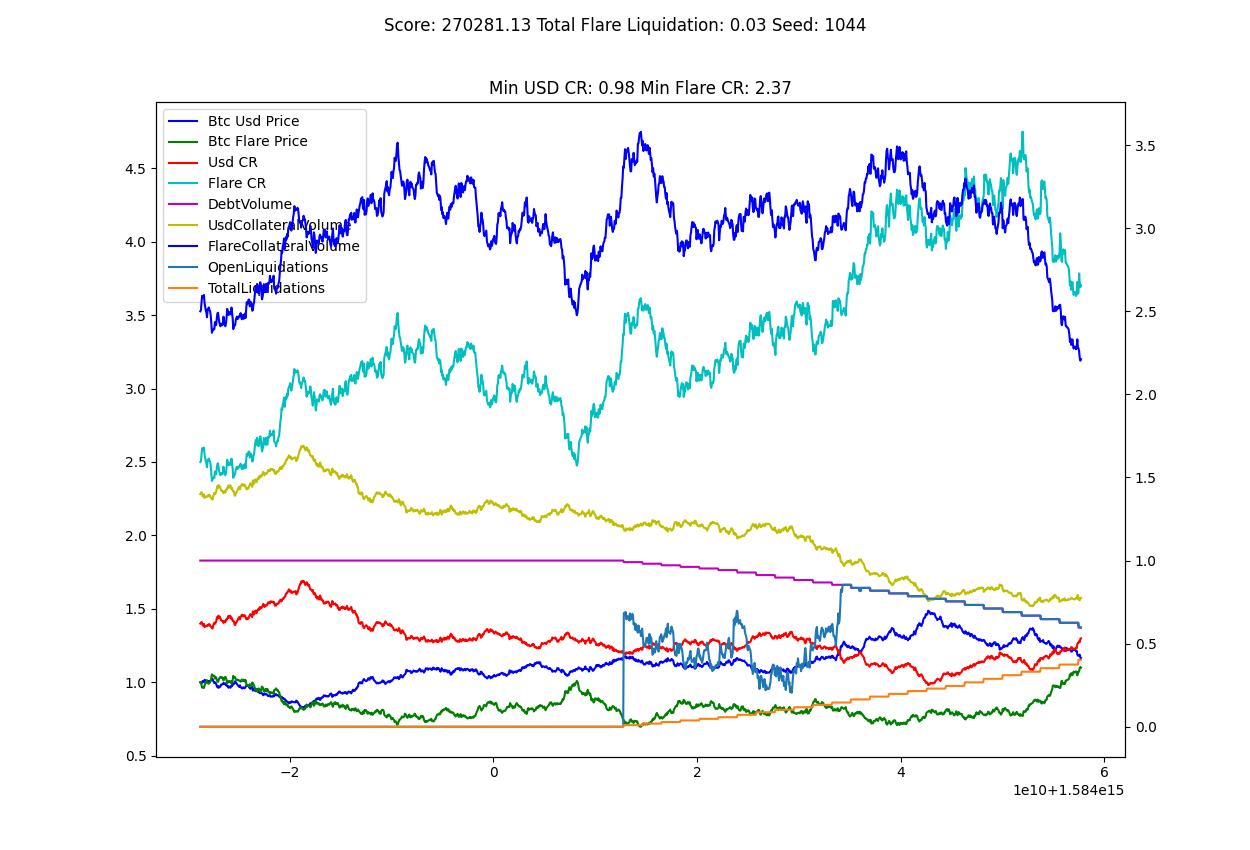 Score: 270281.13 Total Flare Liquidation: 0.03 Seed: 1044
Min USD CR: 0.98 Min Flare CR: 2.37
Btc Usd Price
Btc Flare Price
Usd CR
Flare CR
DebtVolume
UsdCollateralVolume
FlareCollateralVolume
OpenLiquidations
TotalLiquidations
4.5
4.0
3.5
3.0
2.5
2.0
1.5
1.0
0.5
3.5
3.0
2.5
2.0
1.5
1.0
0.5
0.0
−2
0
2
4
6
1e10+1.584e15